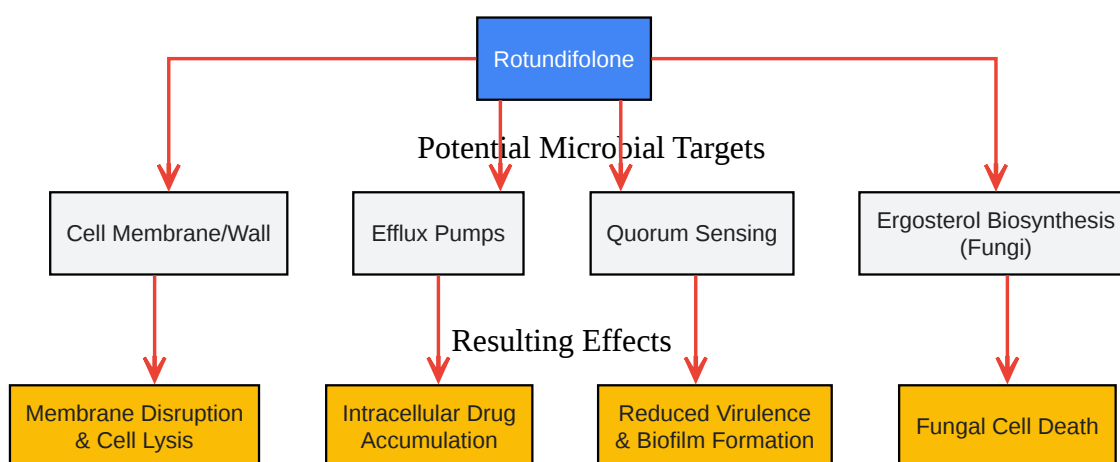 Rotundifolone
Potential Microbial Targets
Cell Membrane/Wall
Efflux Pumps
Quorum Sensing
Ergosterol Biosynthesis
(Fungi)
Resulting Effects
Membrane Disruption
& Cell Lysis
Intracellular Drug
Accumulation
Reduced Virulence
& Biofilm Formation
Fungal Cell Death